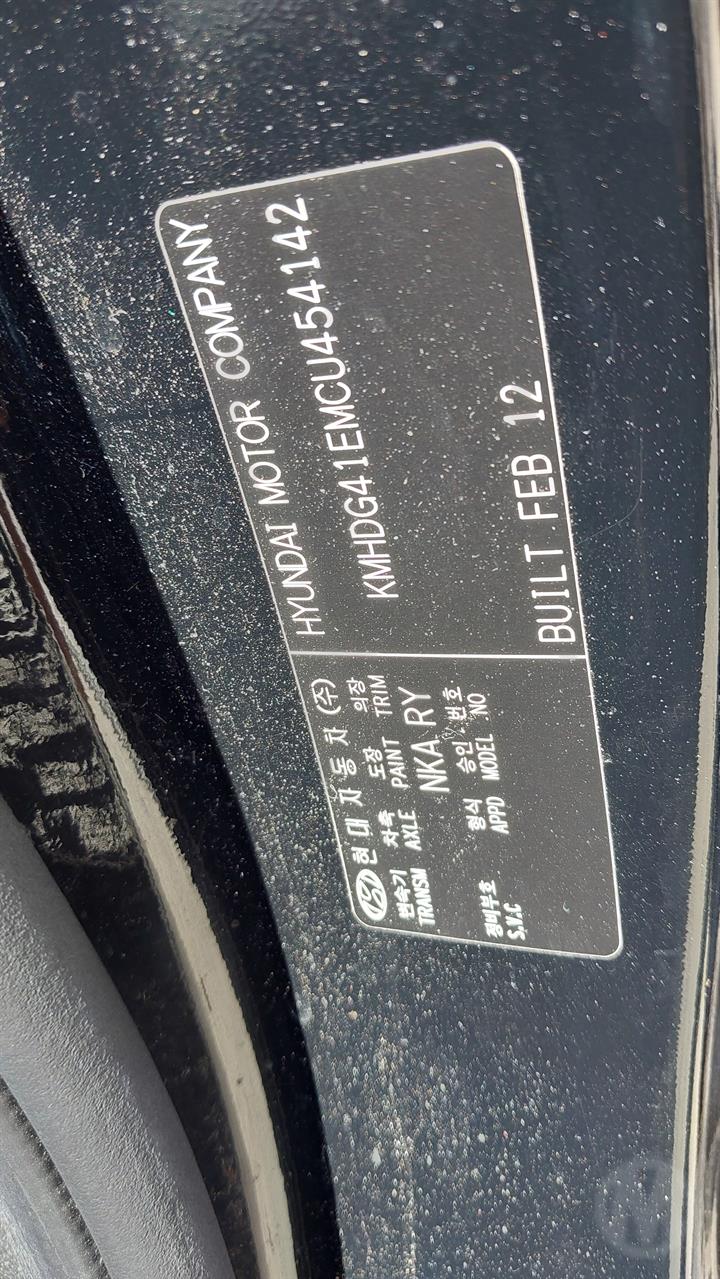 현대자동차(주)
HYUNDAI MOTOR COMPANY
변속기 차축 도장 의장
TRANSM AXLE PAINT TRIM
KMHDG41EMCU454142
NKA RY
형식 승인 번호
APPD MODEL NO
정비부호
S.V.C
BUILT FEB 12